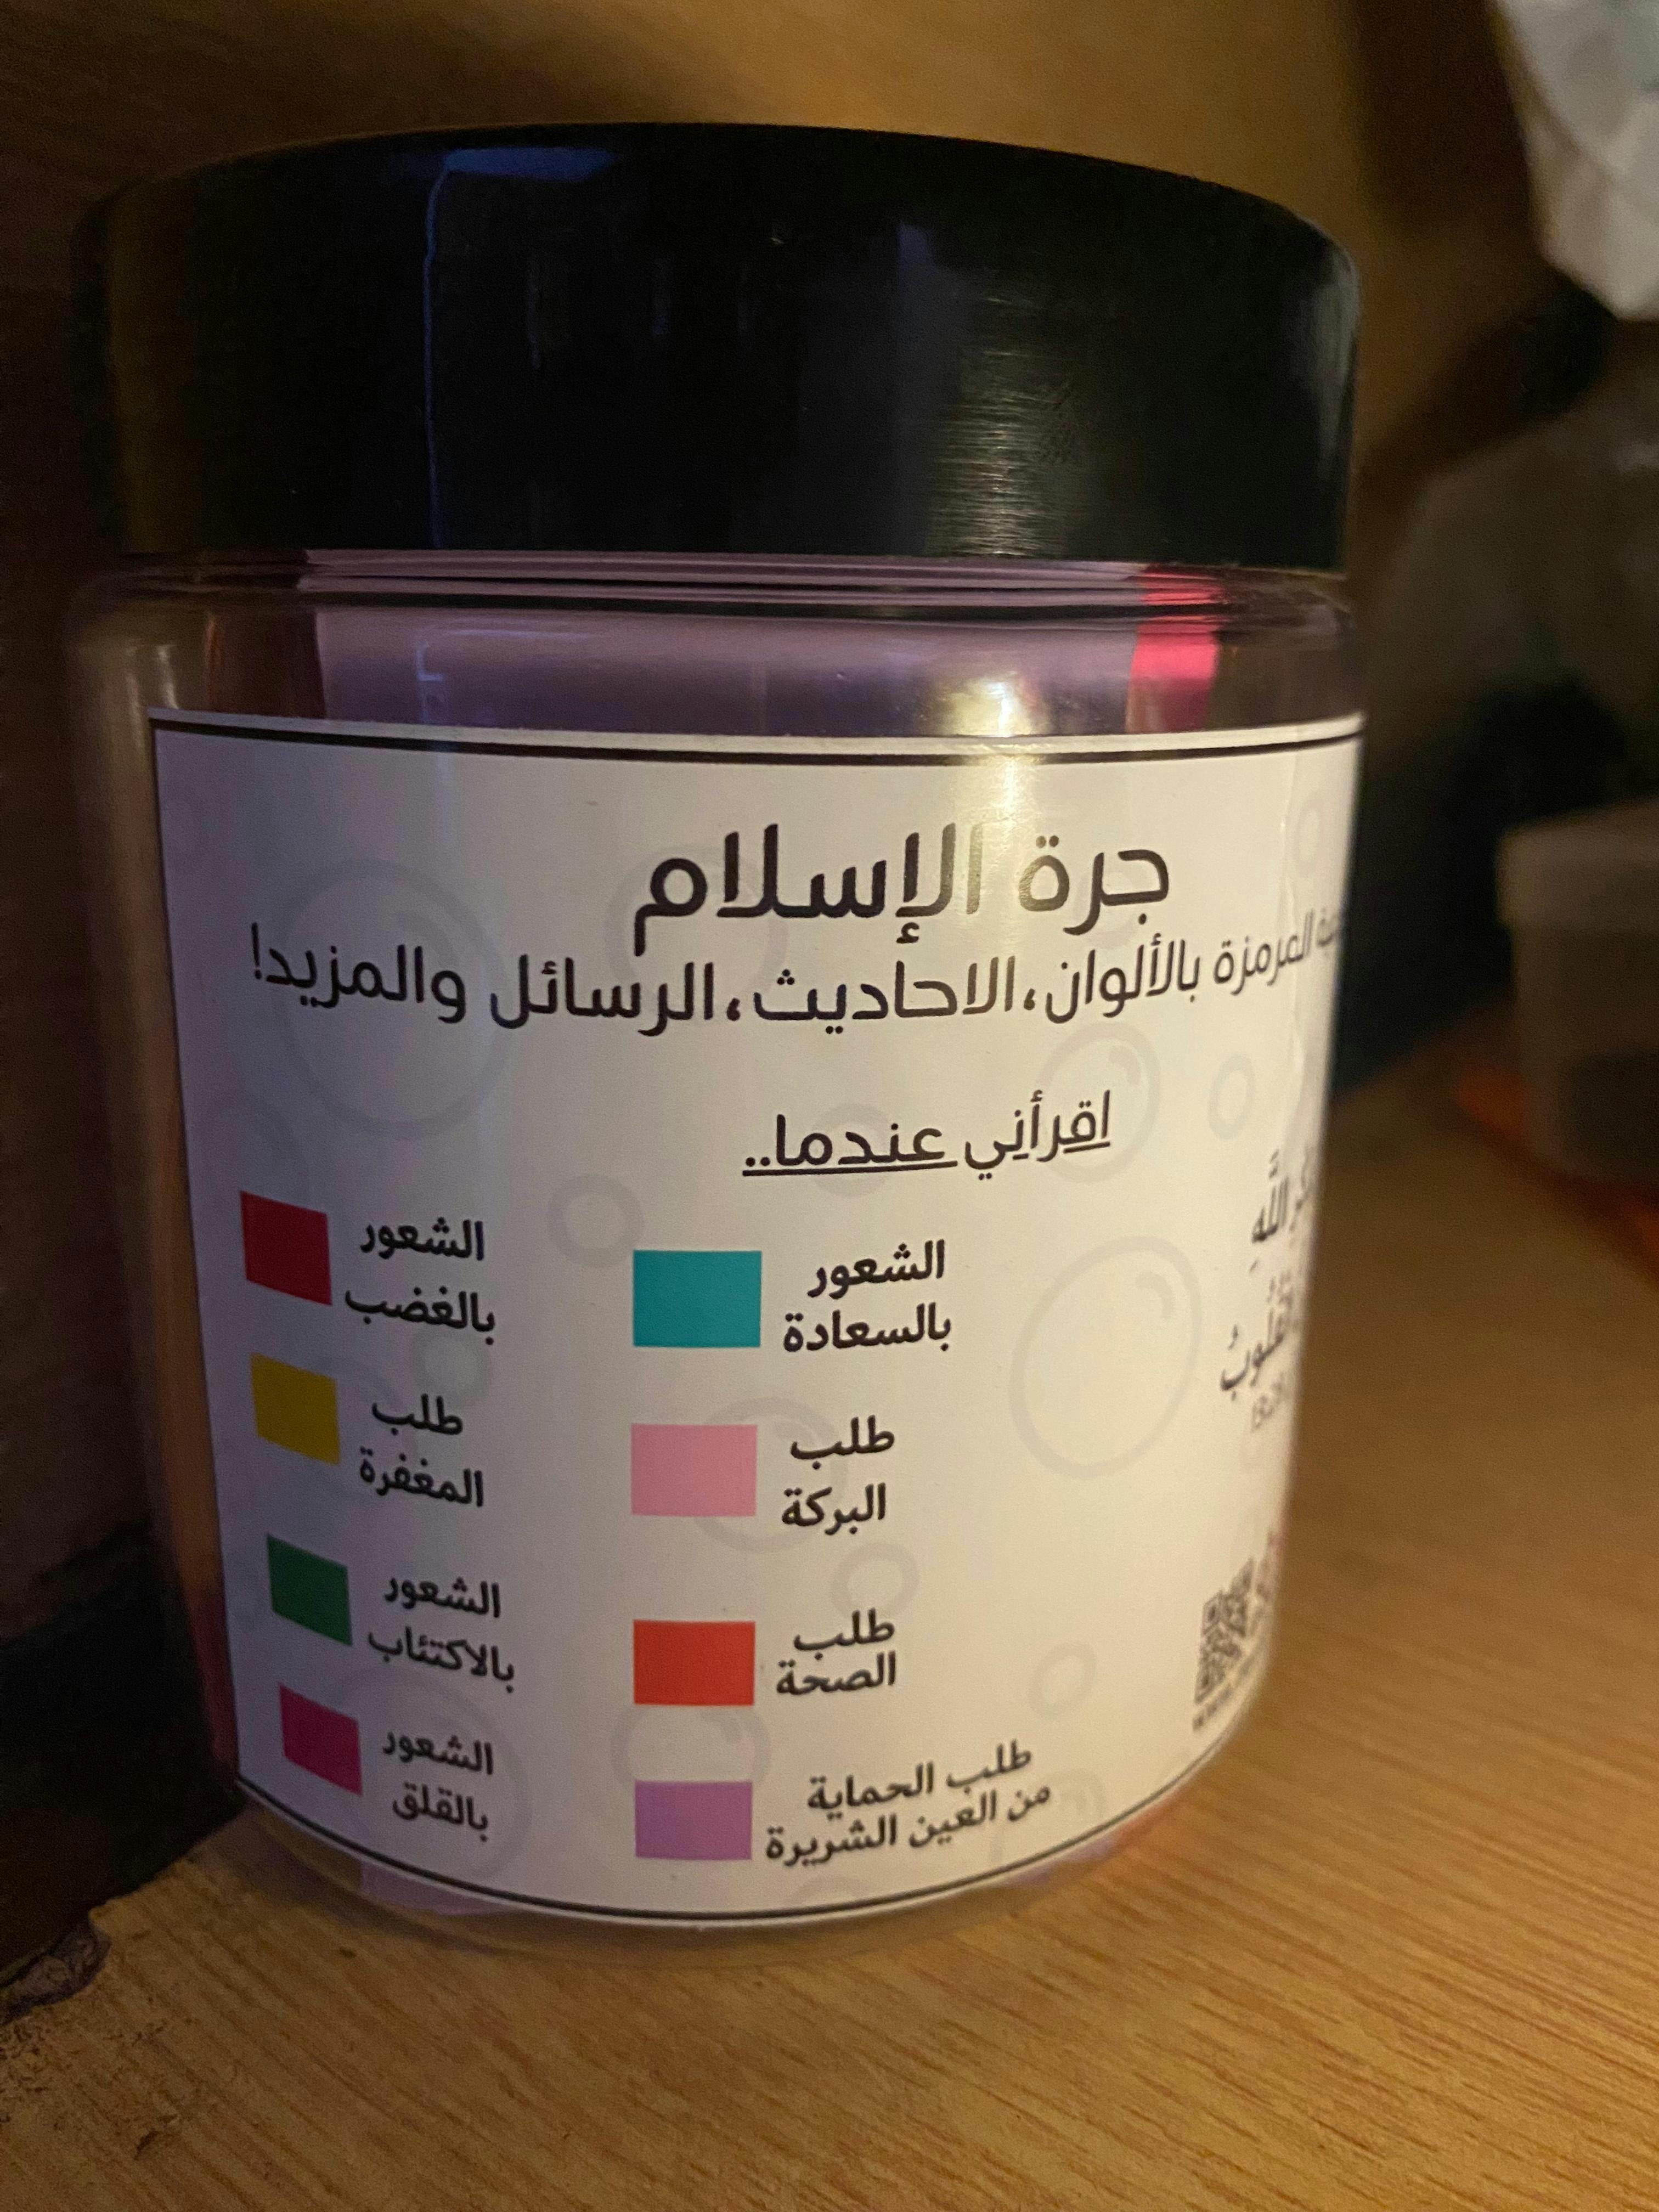 جرة الإسلام
المرمزة بالألوان، الاحاديث، الرسائل والمزيد!
اقرأني عندما..
الشعور
بالسعادة
طلب
البركة
طلب
الصحة
طلب الحماية
من العين الشريرة
الشعور
بالغضب
طلب
المغفرة
الشعور
بالاكتئاب
الشعور
بالقلق
اللَّهِ